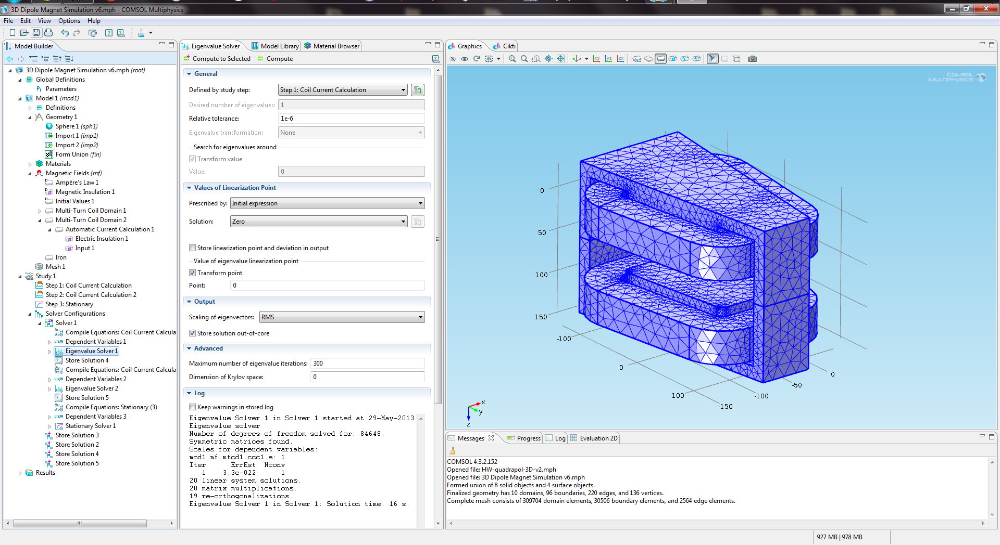 3D Dipole Magnet Simulation v6.mph - COMSOL Multiphysics
File Edit View Options Help
Model Builder
3D Dipole Magnet Simulation v6.mph (root)
Global Definitions
Pi Parameters
Model 1 (mod1)
Definitions
Geometry 1
Sphere 1 (sph1)
Import 1 (imp1)
Import 2 (imp2)
Form Union (fin)
Materials
Magnetic Fields (mf)
Ampère's Law 1
Magnetic Insulation 1
Initial Values 1
Multi-Turn Coil Domain 1
Multi-Turn Coil Domain 2
Automatic Current Calculation 1
Electric Insulation 1
Input 1
Iron
Mesh 1
Study 1
Step 1: Coil Current Calculation
Step 2: Coil Current Calculation 2
Step 3: Stationary
Solver Configurations
Solver 1
Compile Equations: Coil Current Calcula
u,v,w Dependent Variables 1
Eigenvalue Solver 1
Store Solution 4
Compile Equations: Coil Current Calcula
u,v,w Dependent Variables 2
Eigenvalue Solver 2
Store Solution 5
Compile Equations: Stationary (3)
u,v,w Dependent Variables 3
Stationary Solver 1
Store Solution 3
Store Solution 2
Store Solution 4
Store Solution 5
Results
Eigenvalue Solver Model Library Material Browser
Compute to Selected Compute
General
Defined by study step: Step 1: Coil Current Calculation
Desired number of eigenvalues: 1
Relative tolerance: 1e-6
Eigenvalue transformation: None
Search for eigenvalues around
Transform value
Value: 0
Values of Linearization Point
Prescribed by: Initial expression
Solution: Zero
Store linearization point and deviation in output
Value of eigenvalue linearization point
Transform point
Point: 0
Output
Scaling of eigenvectors: RMS
Store solution out-of-core
Advanced
Maximum number of eigenvalue iterations: 300
Dimension of Krylov space: 0
Log
Keep warnings in stored log
Eigenvalue Solver 1 in Solver 1 started at 29-May-2013
Eigenvalue solver
Number of degrees of freedom solved for: 84648.
Symmetric matrices found.
Scales for dependent variables:
mod1.mf.mtcd1.ccc1.e: 1
Iter ErrEst Nconv
1 3.3e-022 1
20 linear system solutions.
20 matrix multiplications.
19 re-orthogonalizations.
Eigenvalue Solver 1 in Solver 1: Solution time: 16 s.
Graphics Cikti
xy yz zx
COMSOL
MULTIPHYSICS
0
50
100
150
-100
0
100
-150
-100
-50
0
x
y
z
Messages Progress Log Evaluation 2D
COMSOL 4.3.2.152
Opened file: HW-quadrapol-3D-v2.mph
Opened file: 3D Dipole Magnet Simulation v6.mph
Formed union of 8 solid objects and 4 surface objects.
Finalized geometry has 10 domains, 96 boundaries, 220 edges, and 136 vertices.
Complete mesh consists of 309704 domain elements, 30506 boundary elements, and 2564 edge elements.
927 MB | 978 MB